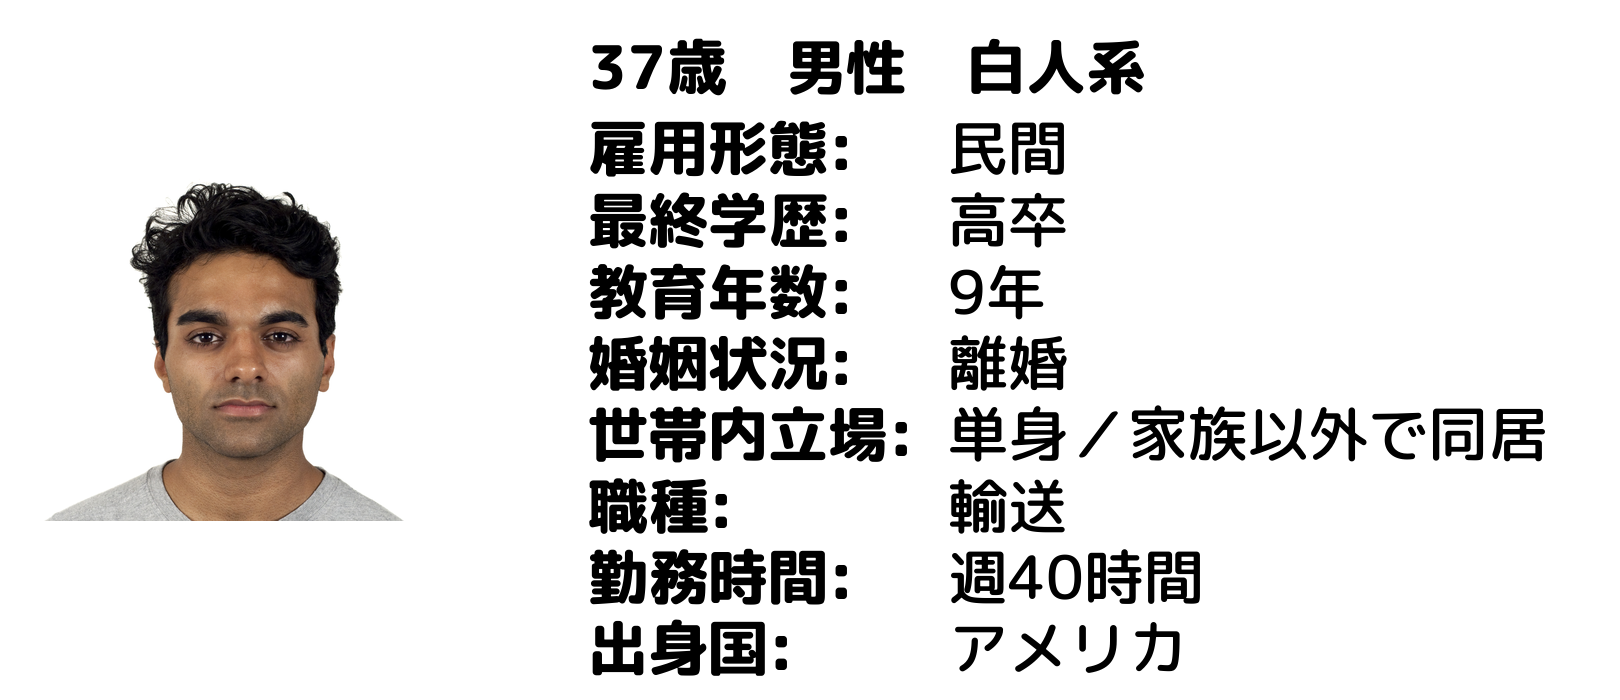 37歳　男性　白人系
雇用形態:　民間
最終学歴:　高卒
教育年数:　9年
婚姻状況:　離婚
世帯内立場:　単身／家族以外で同居
職種:　輸送
勤務時間:　週40時間
出身国:　アメリカ